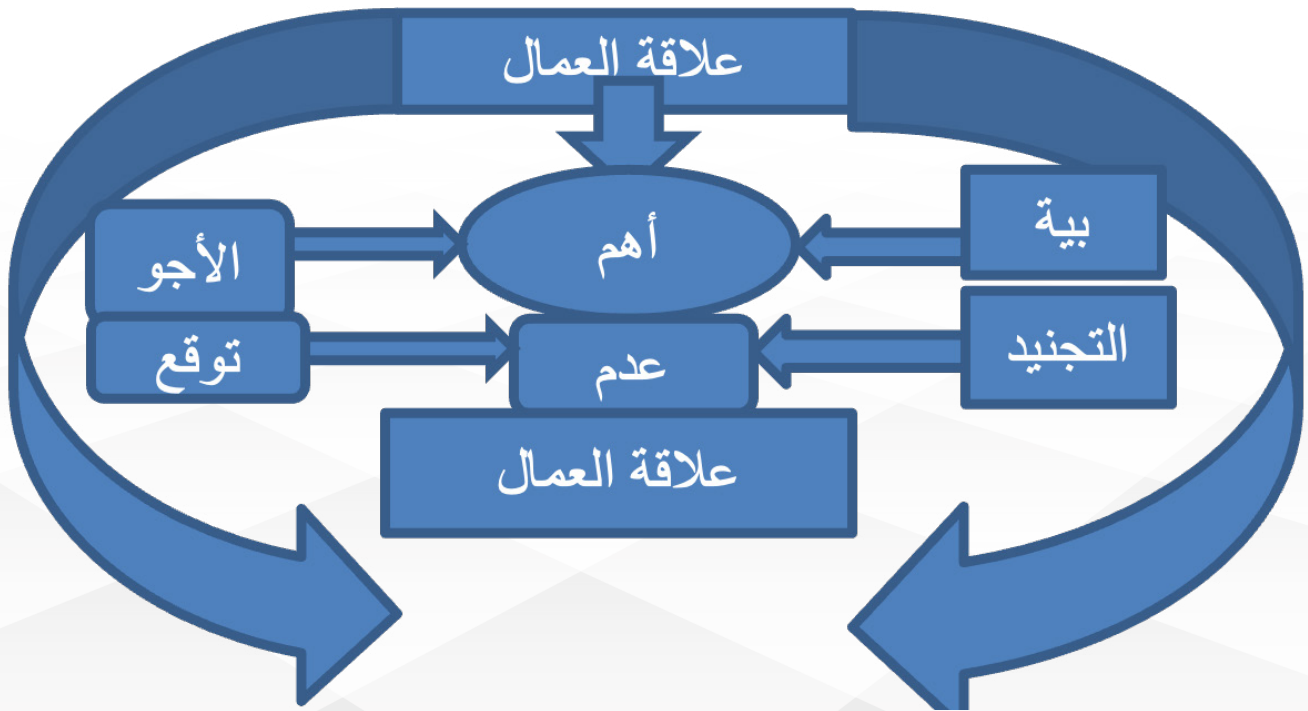 علاقة العمال
بية
أهم
الأجو
التجنيد
عدم
توقع
علاقة العمال